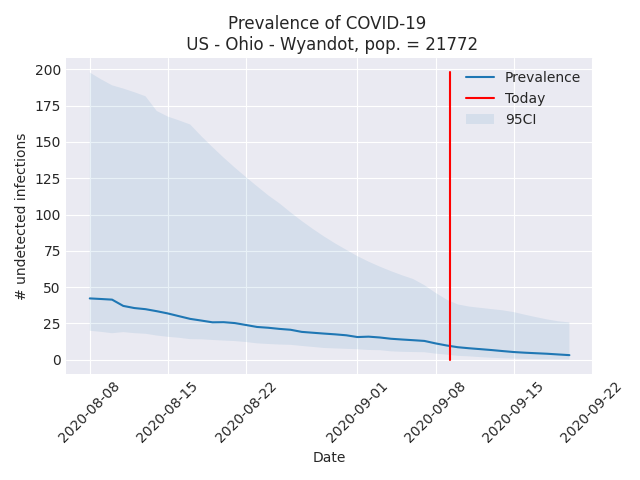 Prevalence of COVID-19
US - Ohio - Wyandot, pop. = 21772
200
175
150
125
100
75
50
25
0
# undetected infections
Prevalence
Today
95CI
2020-08-08
2020-08-15
2020-08-22
2020-09-01
2020-09-08
2020-09-15
2020-09-22
Date